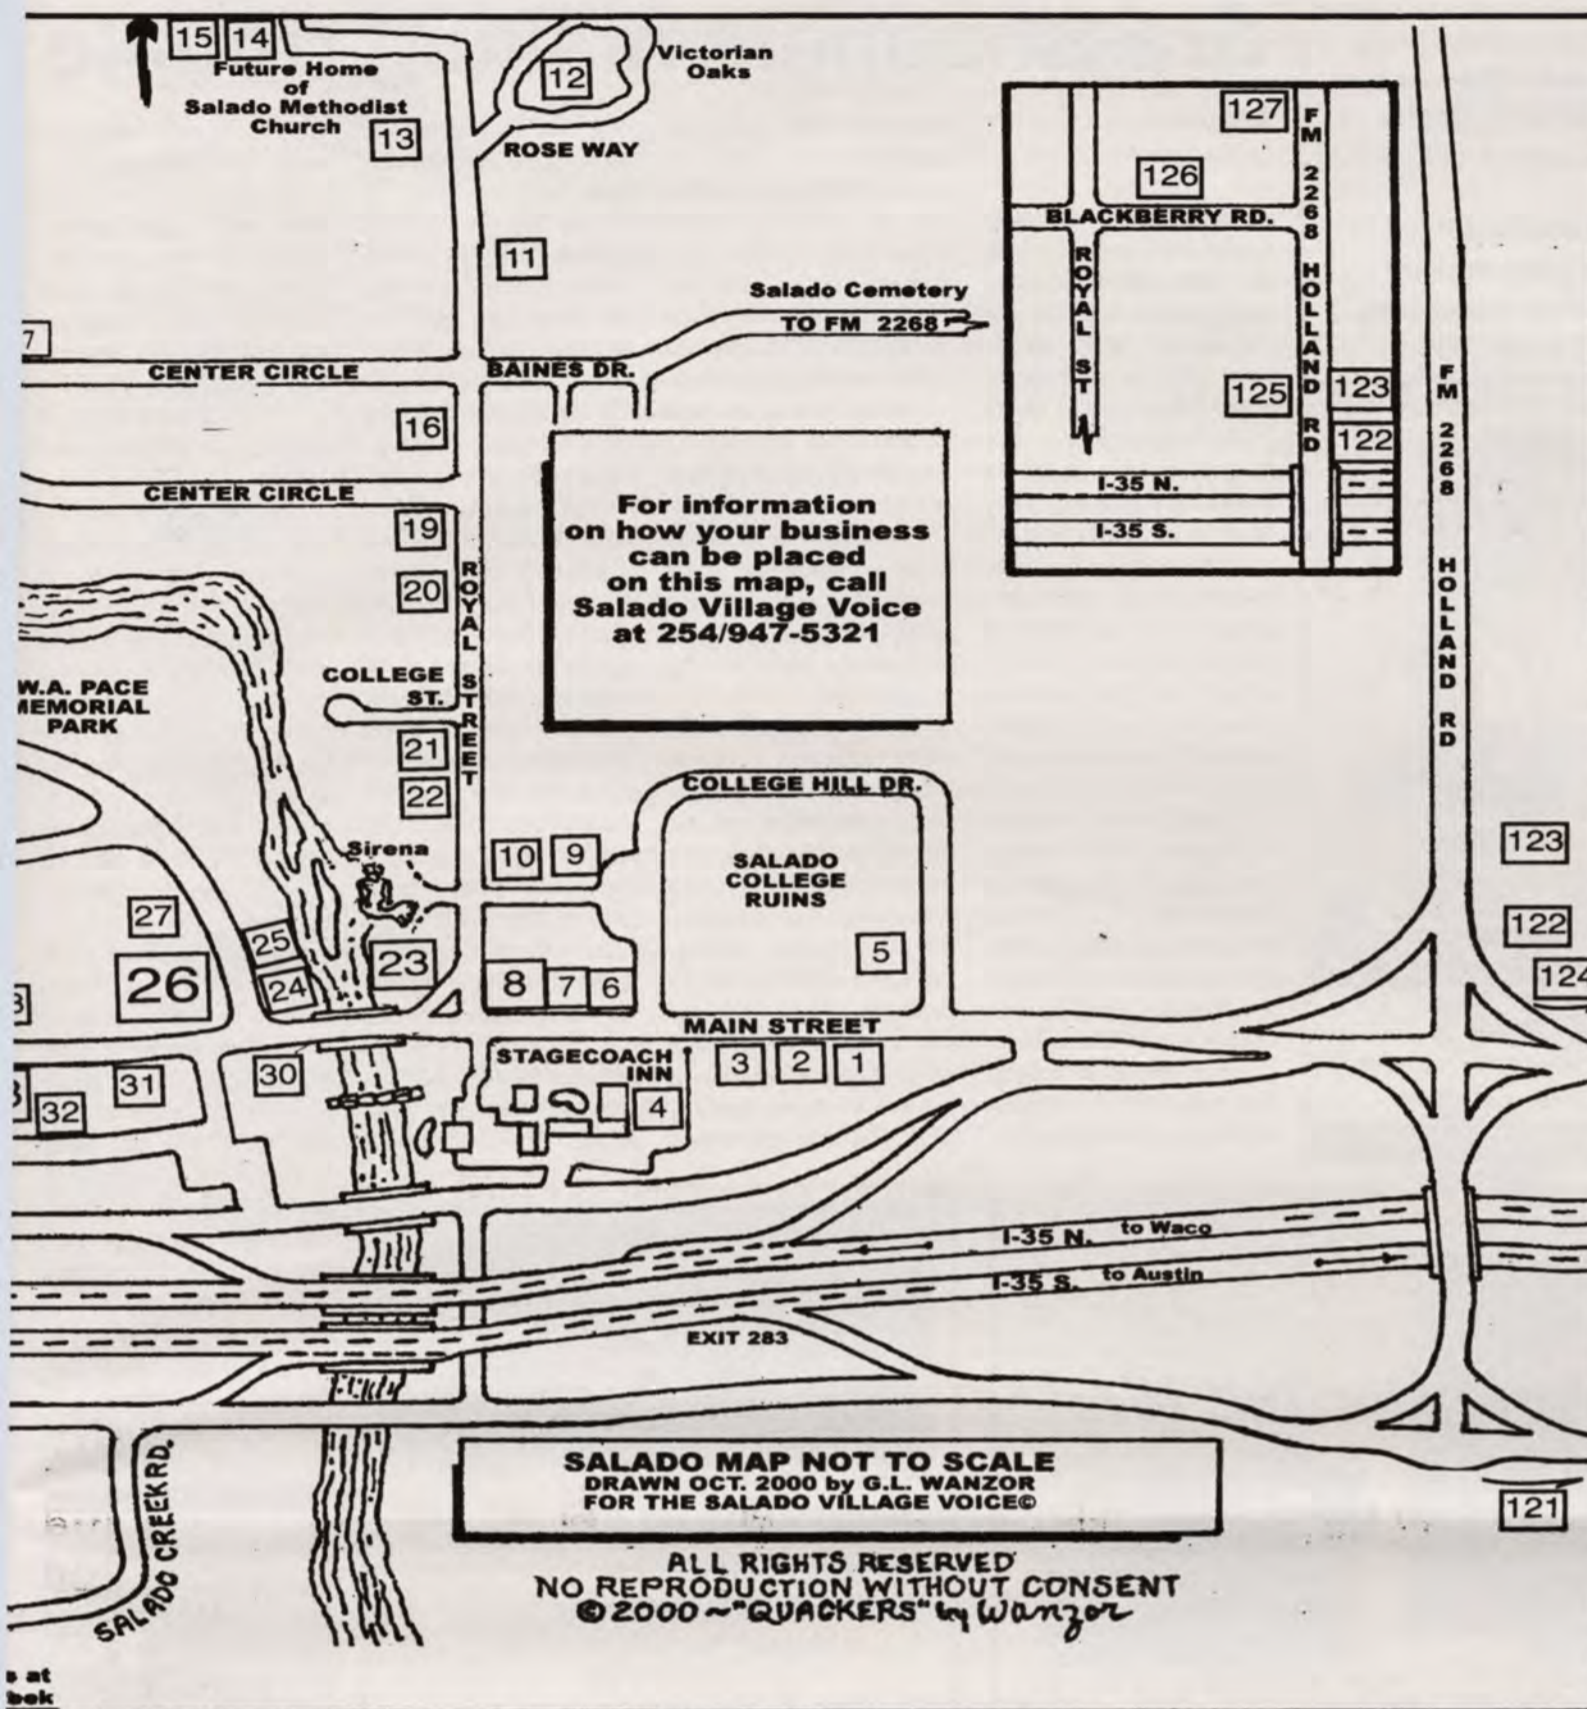 15
14
Future Home
of
Salado Methodist
Church
13
12
Victorian
Oaks
ROSE WAY
11
127
126
BLACKBERRY RD.
FM 2268 HOLLAND RD
ROYAL ST
125
123
122
I-35 N.
I-35 S.
Salado Cemetery
TO FM 2268
7
CENTER CIRCLE
BAINES DR.
16
CENTER CIRCLE
19
20
ROYAL STREET
For information
on how your business
can be placed
on this map, call
Salado Village Voice
at 254/947-5321
FM 2268 HOLLAND RD
W.A. PACE
MEMORIAL
PARK
COLLEGE
ST.
21
22
COLLEGE HILL DR.
Sirena
10
9
SALADO
COLLEGE
RUINS
123
27
25
26
24
23
8
7
6
5
122
124
MAIN STREET
STAGECOACH
INN
3
2
1
4
30
31
32
I-35 N. to Waco
I-35 S. to Austin
EXIT 283
SALADO CREEK RD.
SALADO MAP NOT TO SCALE
DRAWN OCT. 2000 by G.L. WANZOR
FOR THE SALADO VILLAGE VOICE©
121
ALL RIGHTS RESERVED
NO REPRODUCTION WITHOUT CONSENT
©2000~"QUACKERS" by Wanzor
at